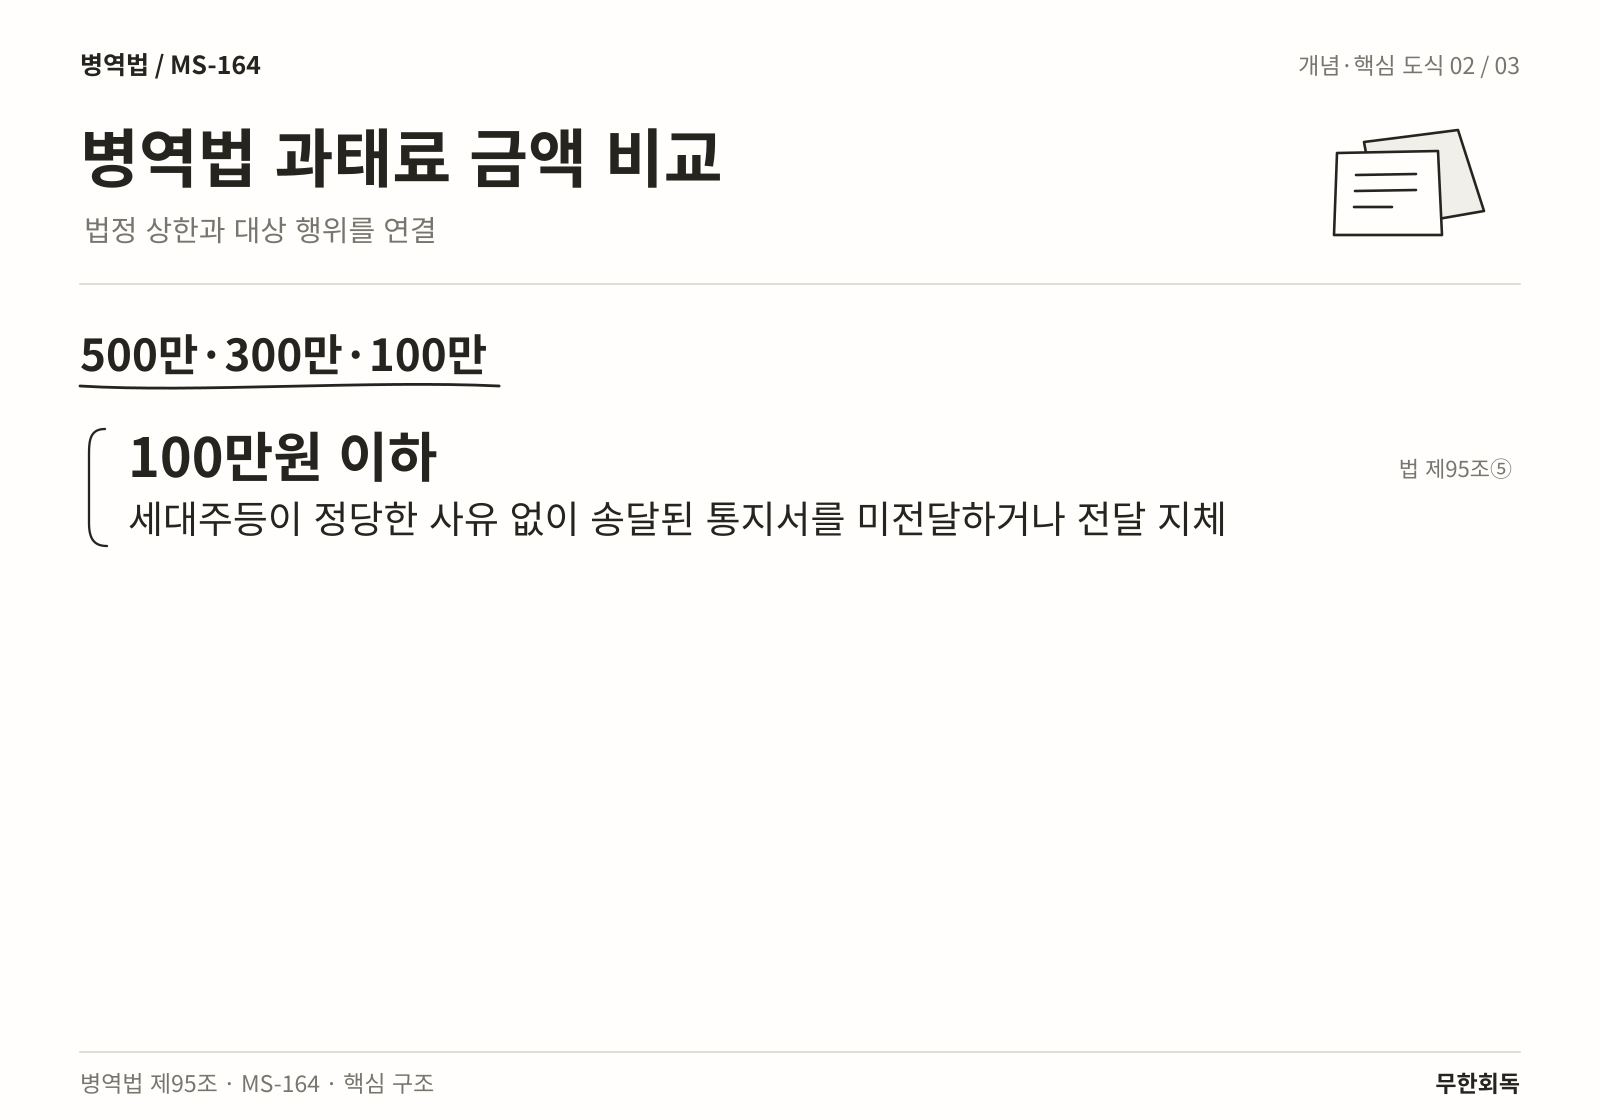 병역법 / MS-164
개념·핵심 도식 02 / 03
병역법 과태료 금액 비교
법정 상한과 대상 행위를 연결
500만·300만·100만
100만원 이하
법 제95조⑤
세대주등이 정당한 사유 없이 송달된 통지서를 미전달하거나 전달 지체
병역법 제95조 · MS-164 · 핵심 구조
무한회독